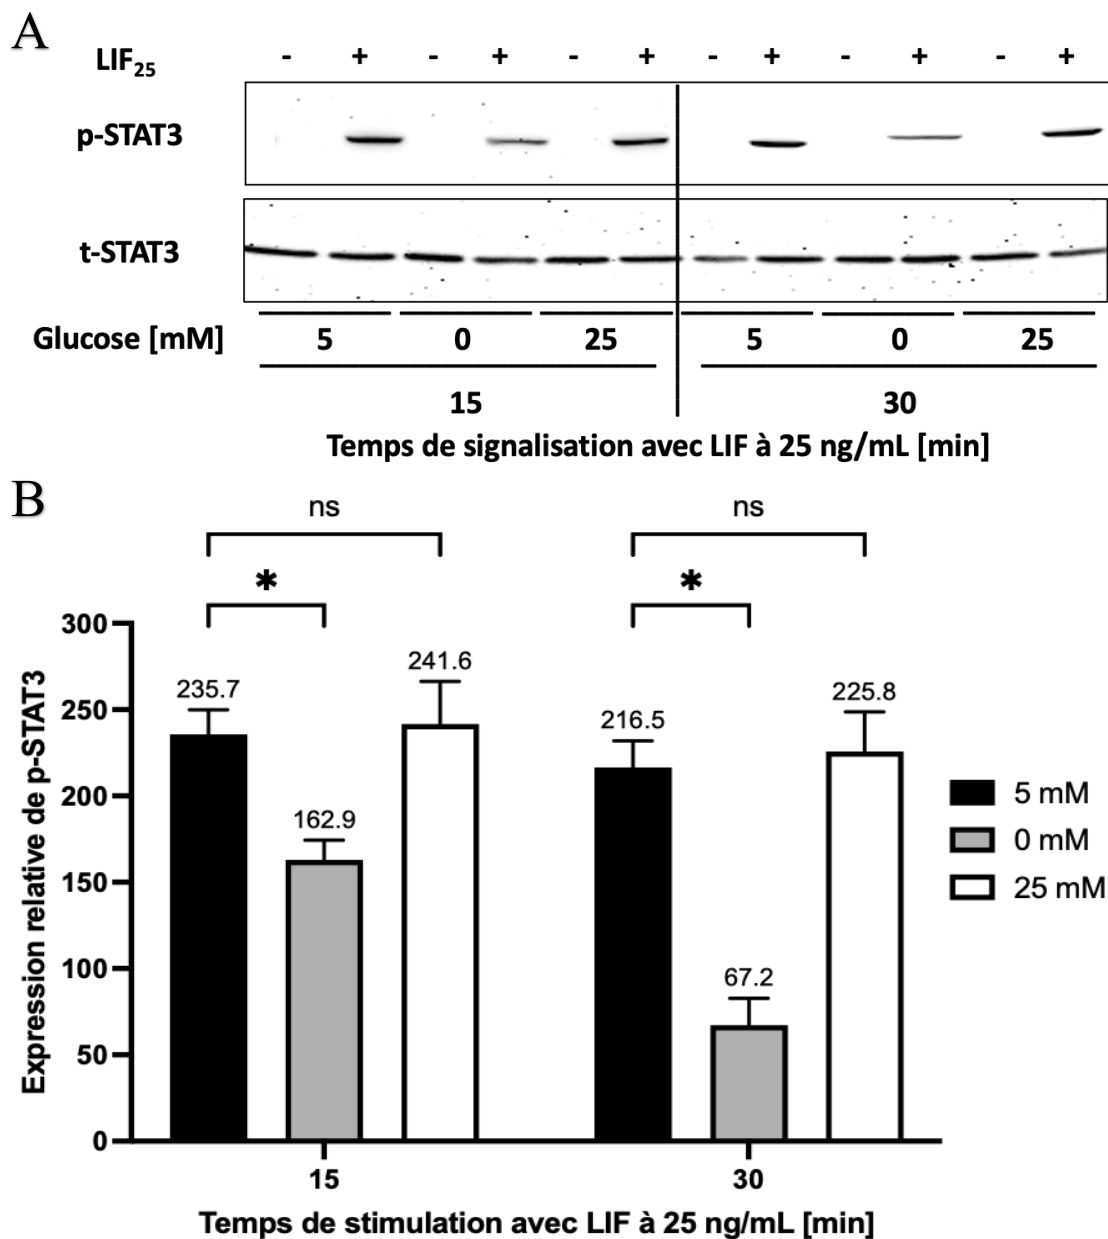 A
LIF₂₅ - + - + - + - + - + - +
p-STAT3
t-STAT3
Glucose [mM] 5 0 25 5 0 25
15 30
Temps de signalisation avec LIF à 25 ng/mL [min]
B
ns ns
* *
300
250
200
150
100
50
0
Expression relative de p-STAT3
235.7 162.9 241.6 216.5 67.2 225.8
5 mM
0 mM
25 mM
15 30
Temps de stimulation avec LIF à 25 ng/mL [min]